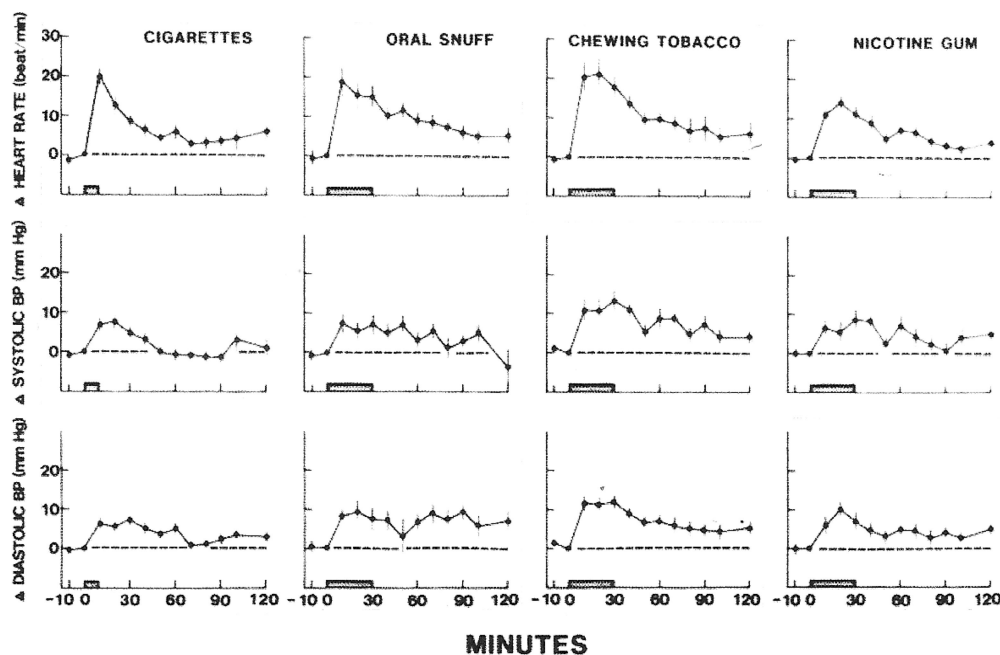 CIGARETTES
ORAL SNUFF
CHEWING TOBACCO
NICOTINE GUM
Δ HEART RATE (beat/min)
30
20
10
0
Δ SYSTOLIC BP (mm Hg)
20
10
0
Δ DIASTOLIC BP (mm Hg)
20
10
0
-10 0 30 60 90 120
-10 0 30 60 90 120
-10 0 30 60 90 120
-10 0 30 60 90 120
MINUTES